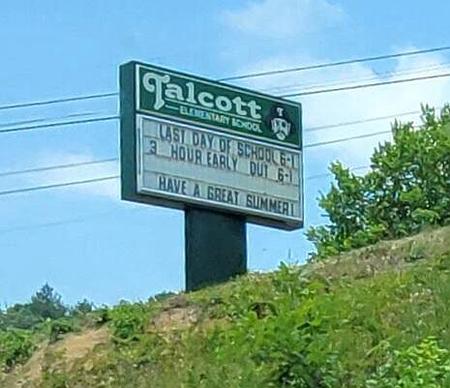 Talcott
ELEMENTARY SCHOOL
LAST DAY OF SCHOOL 6-1
3 HOUR EARLY OUT 6-1
HAVE A GREAT SUMMER!